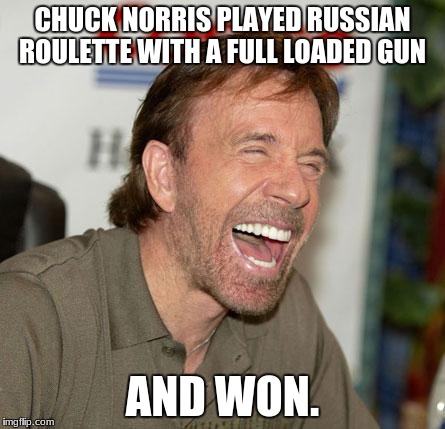 CHUCK NORRIS PLAYED RUSSIAN
ROULETTE WITH A FULL LOADED GUN
AND WON.
imgflip.com